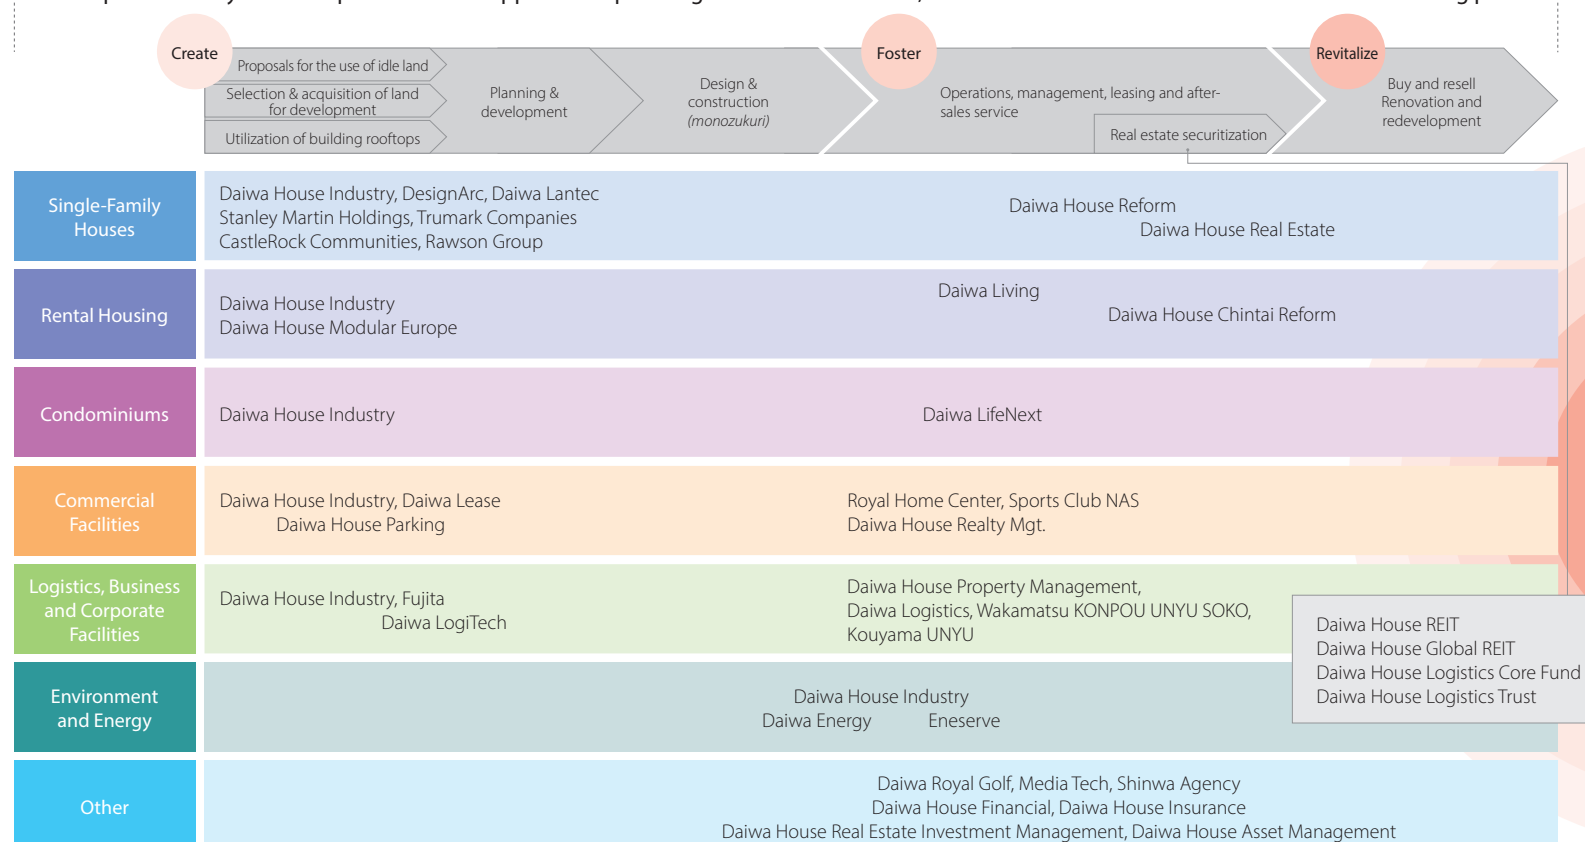 Create
Foster
Revitalize
Proposals for the use of idle land
Selection & acquisition of land
for development
Utilization of building rooftops
Planning &
development
Design &
construction
(monozukuri)
Operations, management, leasing and after-
sales service
Real estate securitization
Buy and resell
Renovation and
redevelopment
Single-Family
Houses
Daiwa House Industry, DesignArc, Daiwa Lantec
Stanley Martin Holdings, Trumark Companies
CastleRock Communities, Rawson Group
Daiwa House Reform
Daiwa House Real Estate
Rental Housing
Daiwa House Industry
Daiwa House Modular Europe
Daiwa Living
Daiwa House Chintai Reform
Condominiums
Daiwa House Industry
Daiwa LifeNext
Commercial
Facilities
Daiwa House Industry, Daiwa Lease
Daiwa House Parking
Royal Home Center, Sports Club NAS
Daiwa House Realty Mgt.
Logistics, Business
and Corporate
Facilities
Daiwa House Industry, Fujita
Daiwa LogiTech
Daiwa House Property Management,
Daiwa Logistics, Wakamatsu KONPOU UNYU SOKO,
Kouyama UNYU
Daiwa House REIT
Daiwa House Global REIT
Daiwa House Logistics Core Fund
Daiwa House Logistics Trust
Environment
and Energy
Daiwa House Industry
Daiwa Energy Eneserve
Other
Daiwa Royal Golf, Media Tech, Shinwa Agency
Daiwa House Financial, Daiwa House Insurance
Daiwa House Real Estate Investment Management, Daiwa House Asset Management